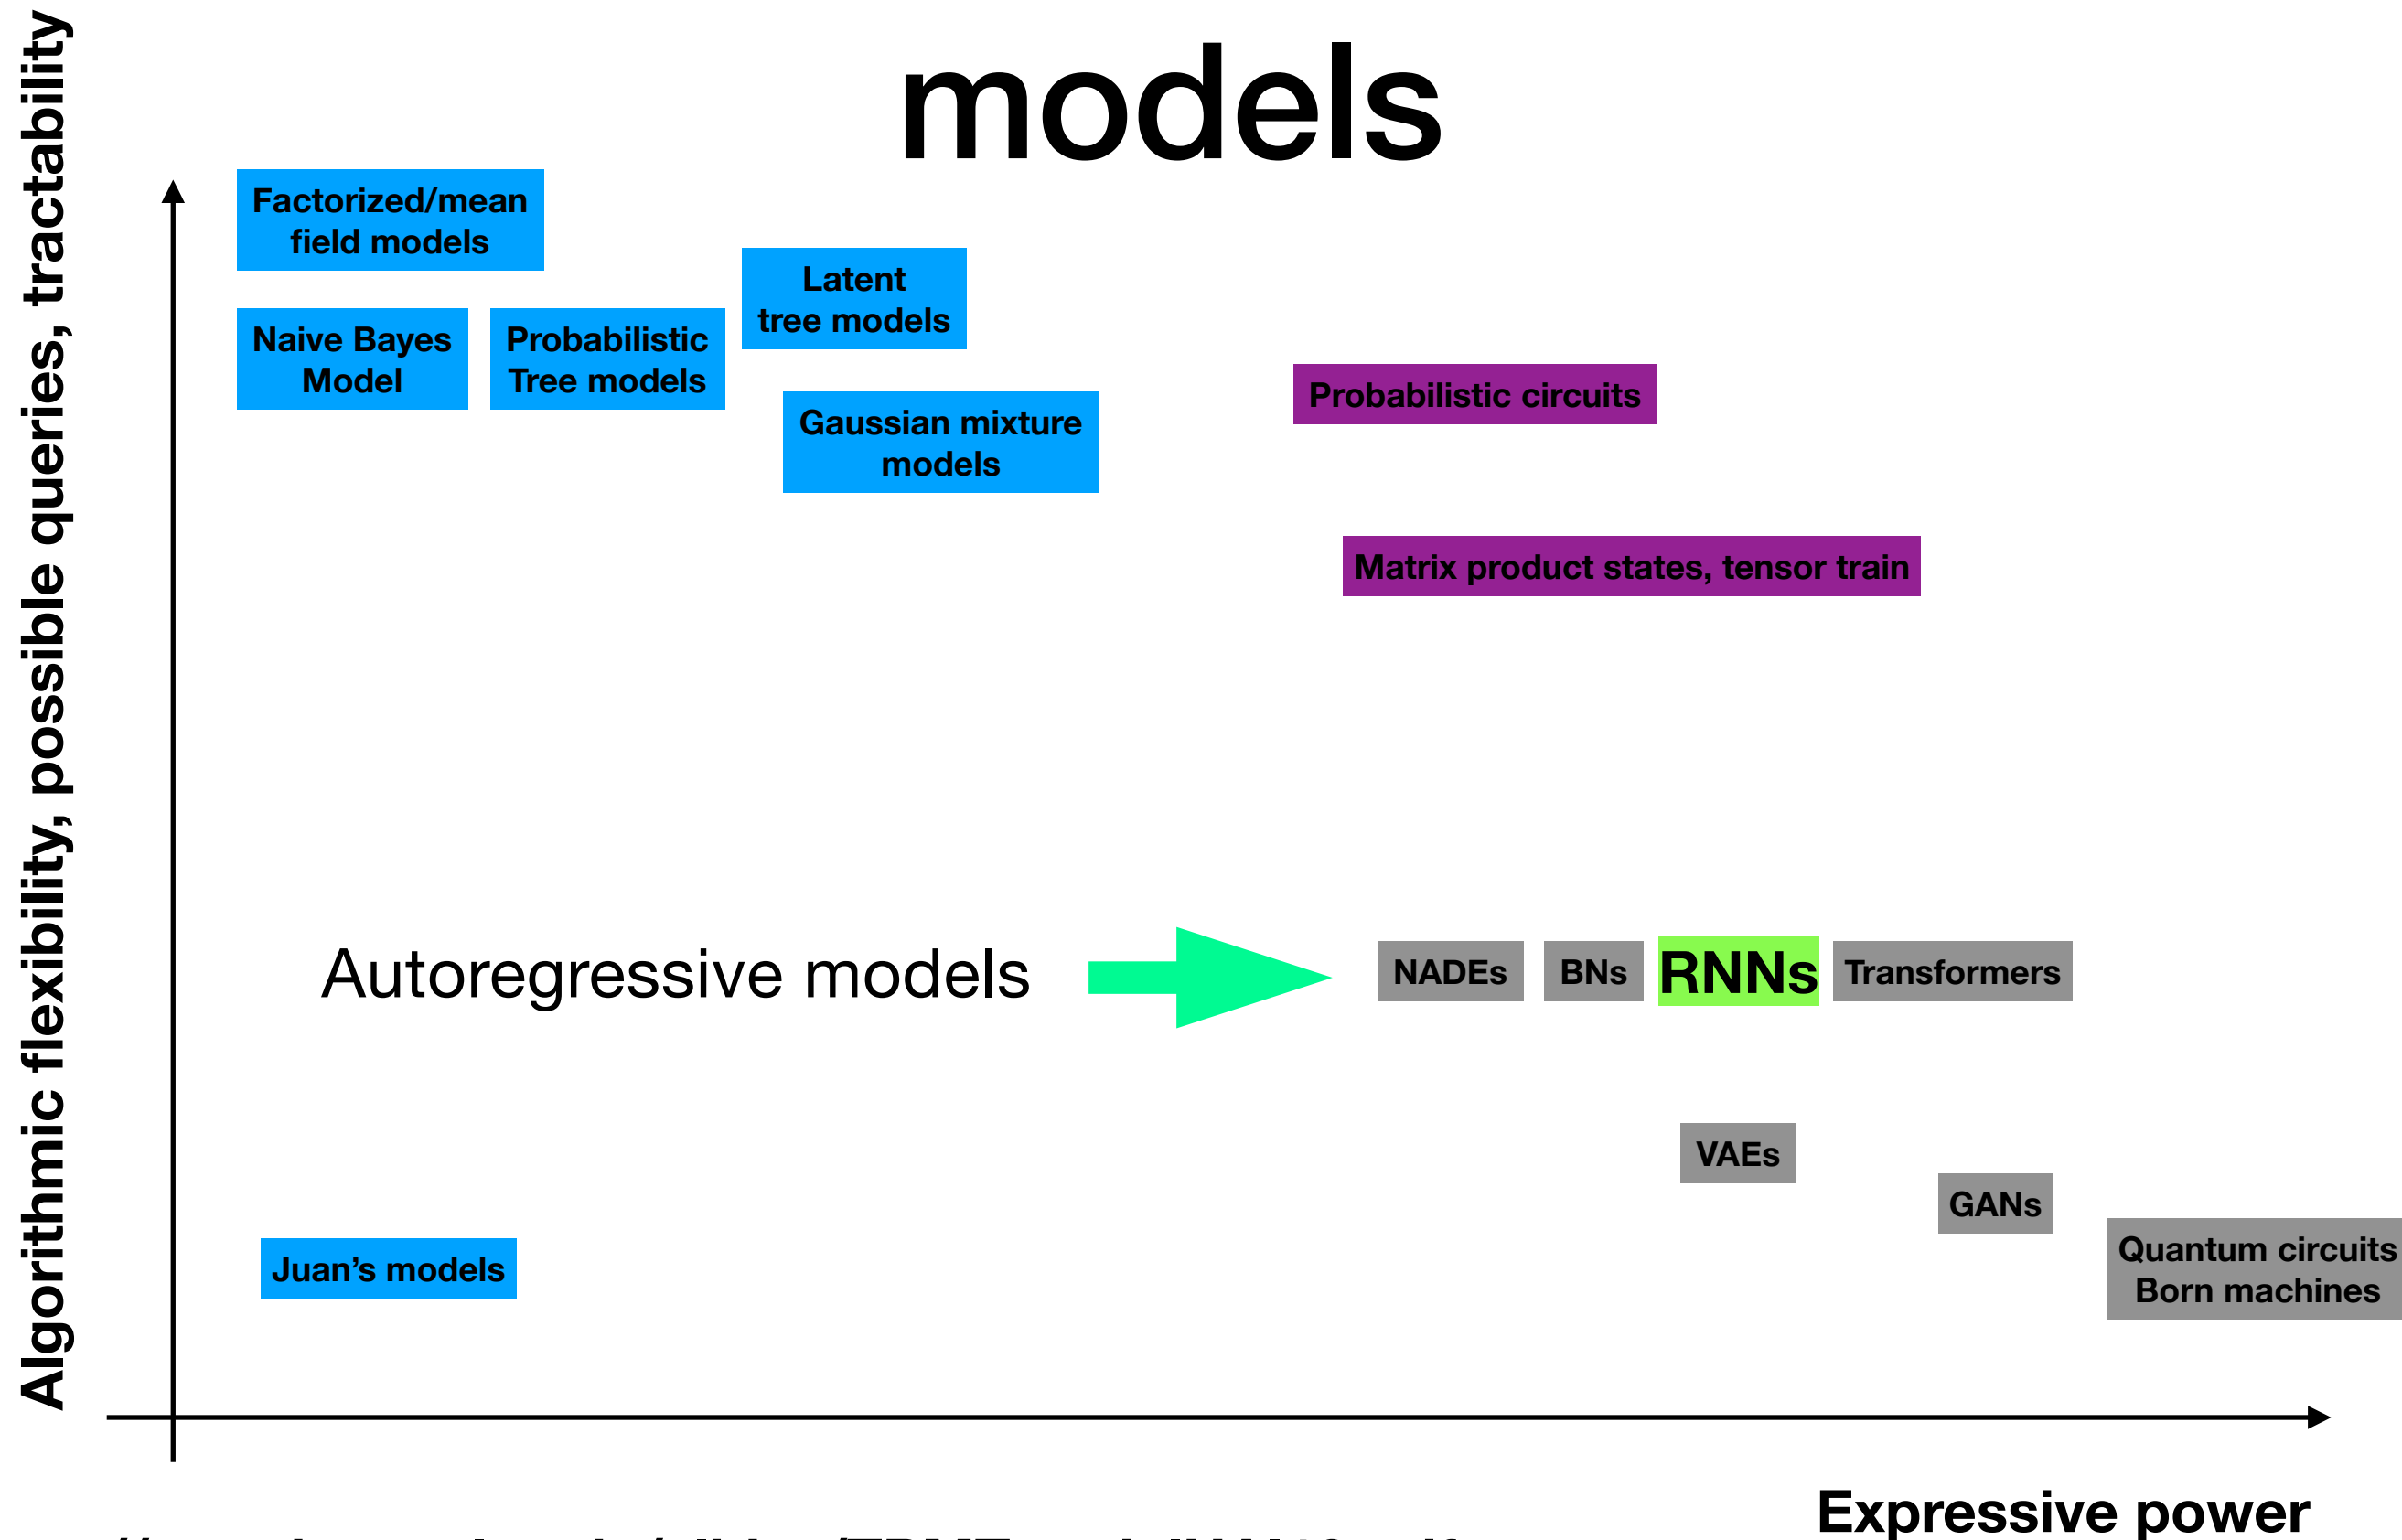 models
Algorithmic flexibility, possible queries, tractability
Factorized/mean
field models
Latent
tree models
Naive Bayes
Model
Probabilistic
Tree models
Probabilistic circuits
Gaussian mixture
models
Matrix product states, tensor train
Autoregressive models
NADEs
BNs
RNNs
Transformers
VAEs
GANs
Juan’s models
Quantum circuits
Born machines
Expressive power